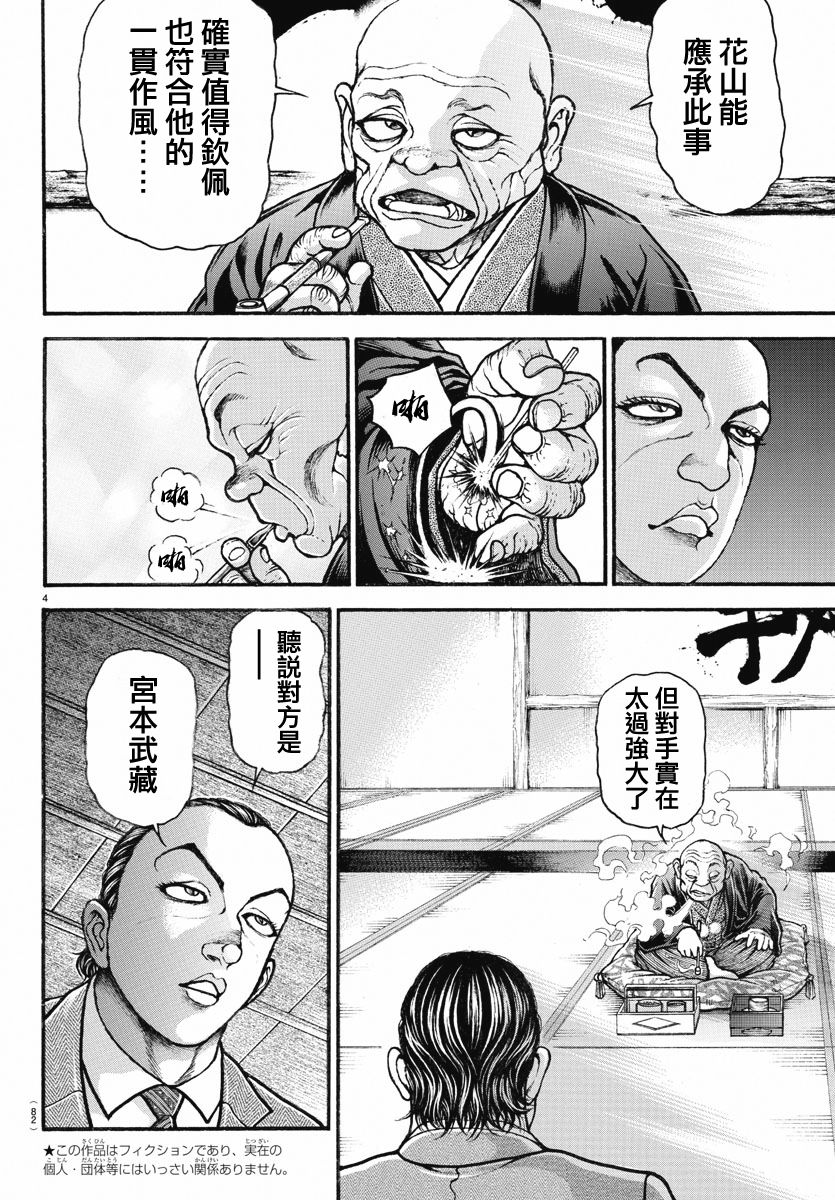 花山能
應承此事
確實值得欽佩
也符合他的
一貫作風……
啪
啪
啪
4
但對手實在
太過強大了
聽説對方是
——
宮本武藏
(82)
★この作品はフィクションであり、実在の
個人・団体等にはいっさい関係ありません。